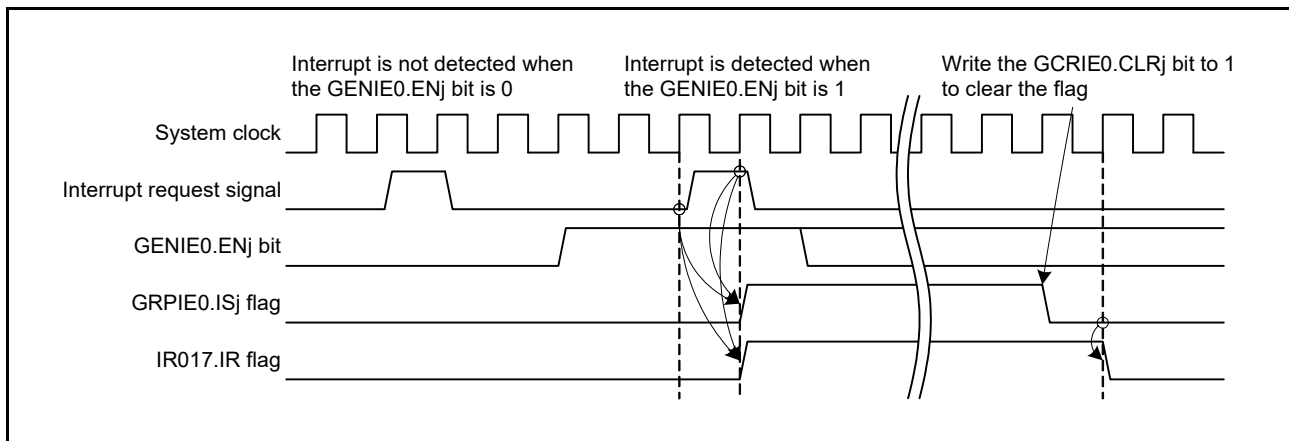 Interrupt is not detected when
the GENIE0.ENj bit is 0
Interrupt is detected when
the GENIE0.ENj bit is 1
Write the GCRIE0.CLRj bit to 1
to clear the flag
System clock
Interrupt request signal
GENIE0.ENj bit
GRPIE0.ISj flag
IR017.IR flag